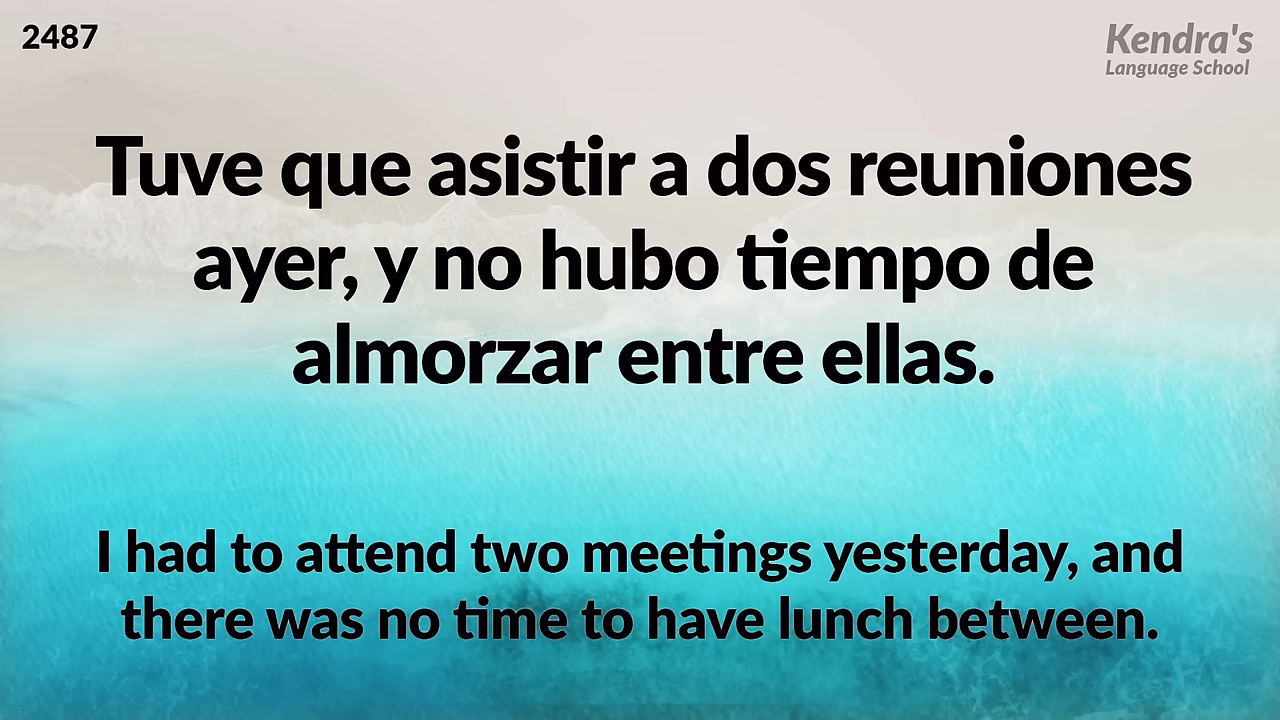 2487
Kendra's
Language School
Tuve que asistir a dos reuniones
ayer, y no hubo tiempo de
almorzar entre ellas.
I had to attend two meetings yesterday, and
there was no time to have lunch between.